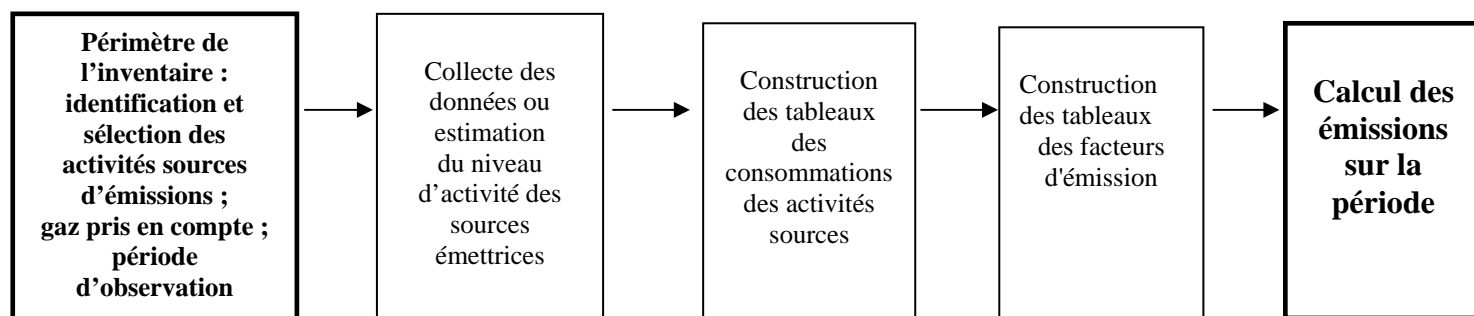 Périmètre de
l’inventaire :
identification et
sélection des
activités sources
d’émissions ;
gaz pris en compte ;
période
d’observation
Collecte des
données ou
estimation
du niveau
d’activité des
sources
émettrices
Construction
des tableaux
des
consommations
des activités
sources
Construction
des tableaux
des facteurs
d'émission
Calcul des
émissions
sur la
période